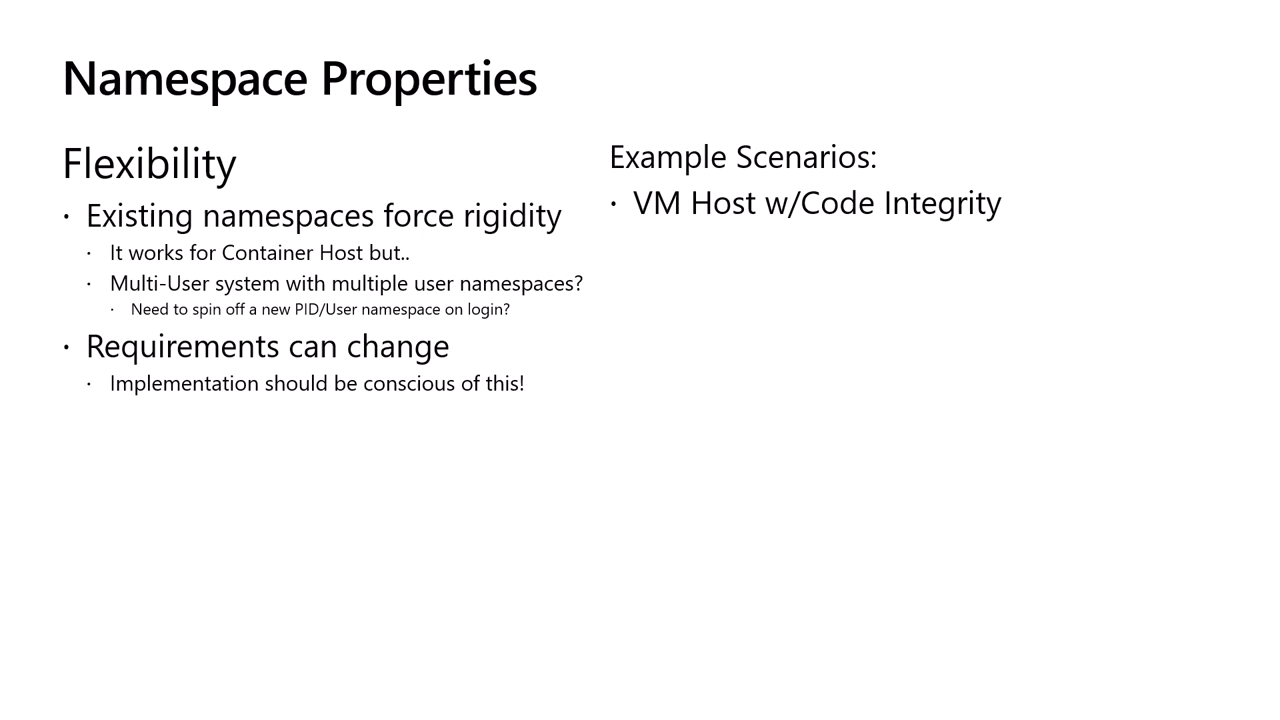 Namespace Properties
Flexibility
• Existing namespaces force rigidity
• It works for Container Host but..
• Multi-User system with multiple user namespaces?
• Need to spin off a new PID/User namespace on login?
• Requirements can change
• Implementation should be conscious of this!
Example Scenarios:
• VM Host w/Code Integrity